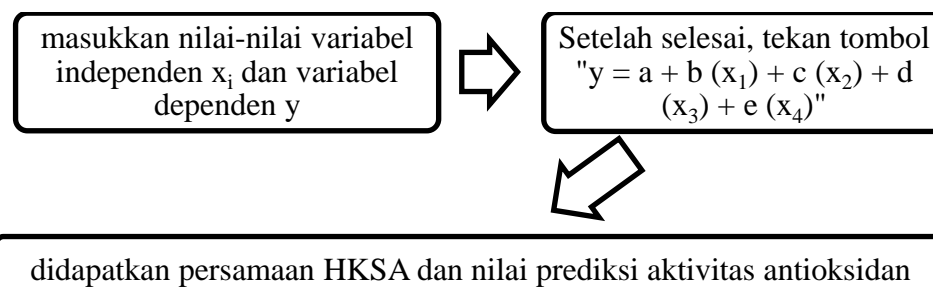 masukkan nilai-nilai variabel
independen xᵢ dan variabel
dependen y
Setelah selesai, tekan tombol
"y = a + b (x₁) + c (x₂) + d
(x₃) + e (x₄)"
didapatkan persamaan HKSA dan nilai prediksi aktivitas antioksidan